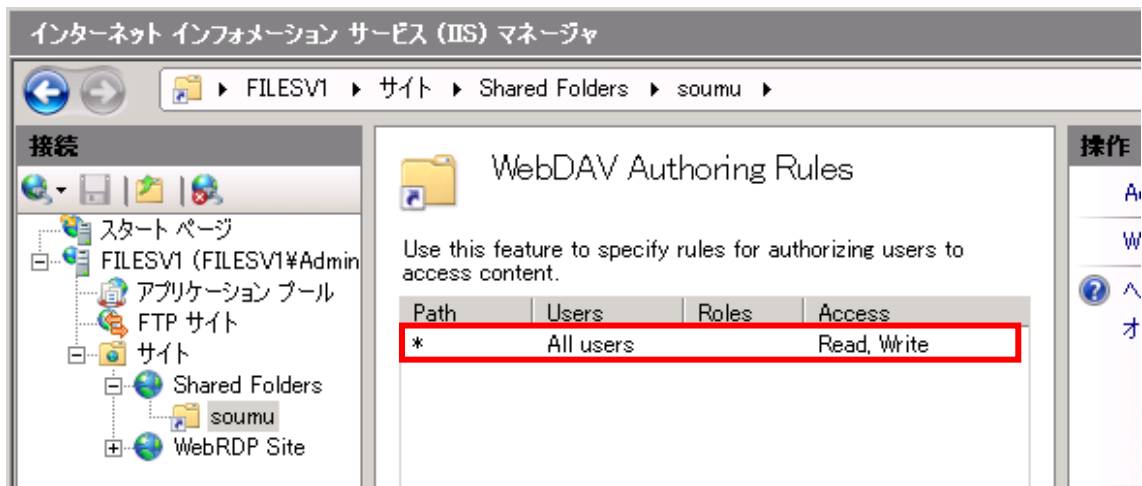 インターネット インフォメーション サービス (IIS) マネージャ
FILESV1 サイト Shared Folders soumu
接続
スタート ページ
FILESV1 (FILESV1¥Admin
アプリケーション プール
FTP サイト
サイト
Shared Folders
soumu
WebRDP Site
WebDAV Authoring Rules
Use this feature to specify rules for authorizing users to
access content.
Path Users Roles Access
* All users Read, Write
操作